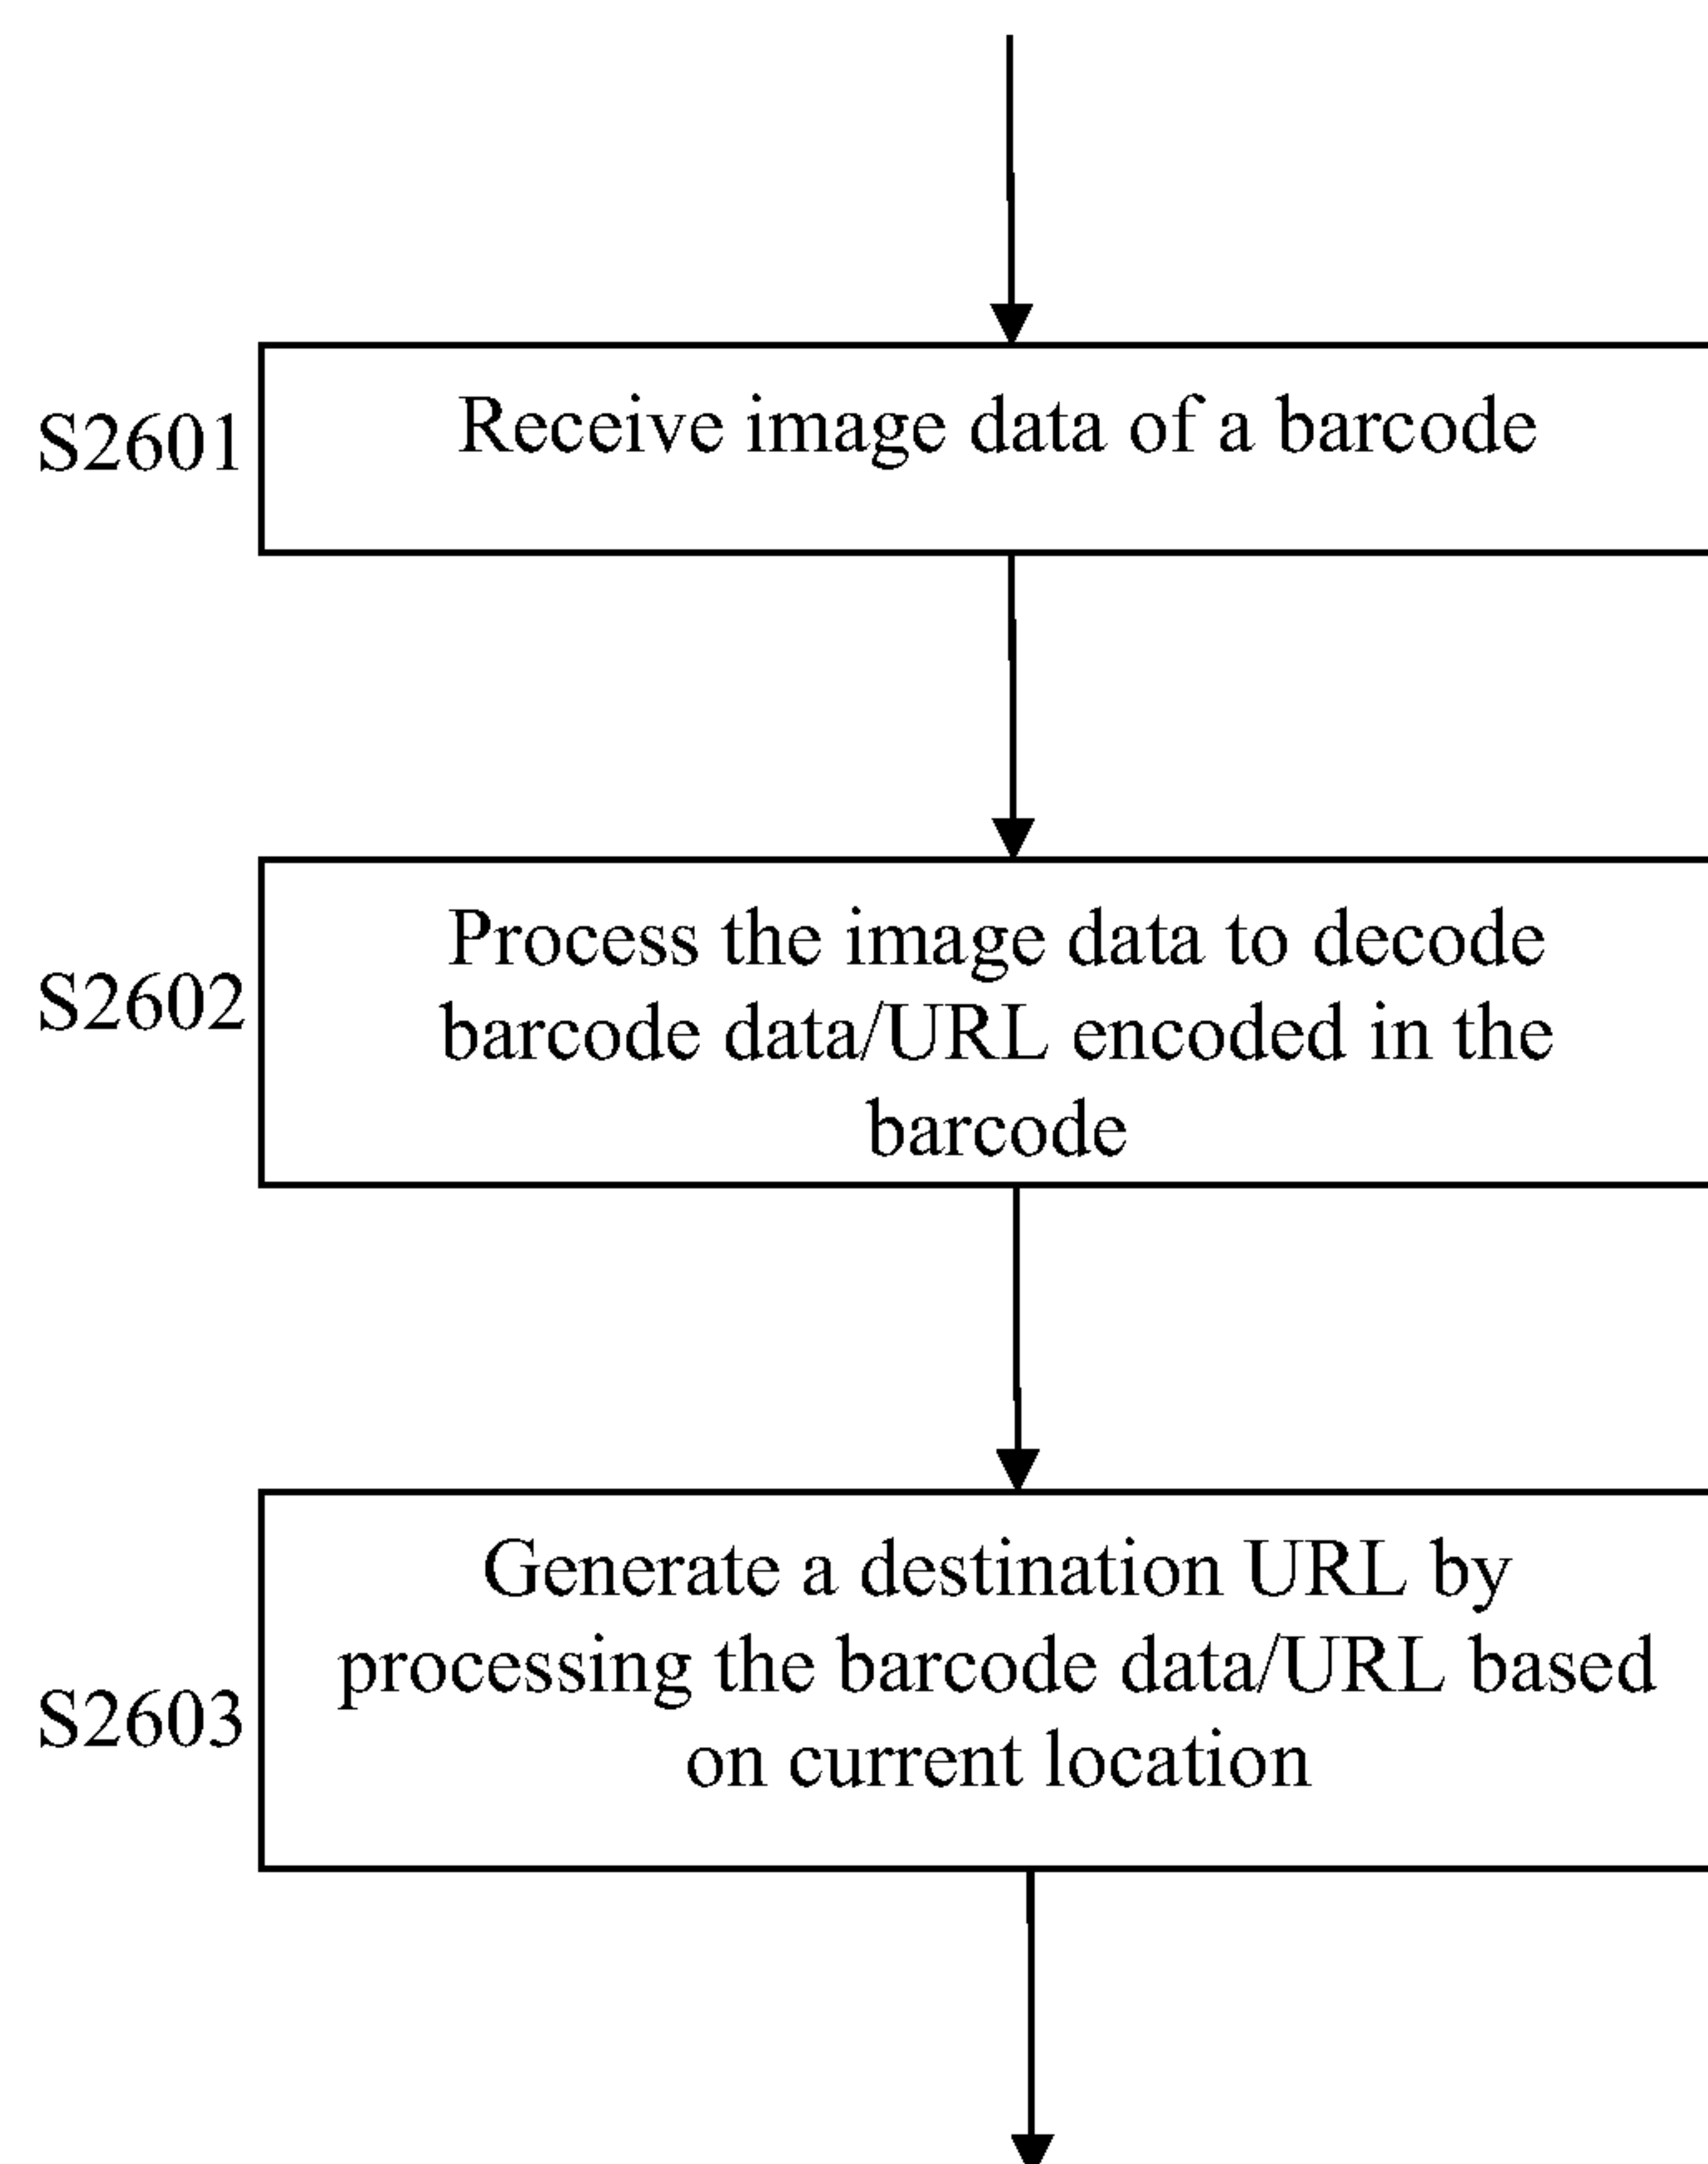 S2601
Receive image data of a barcode
S2602
Process the image data to decode
barcode data/URL encoded in the
barcode
S2603
Generate a destination URL by
processing the barcode data/URL based
on current location